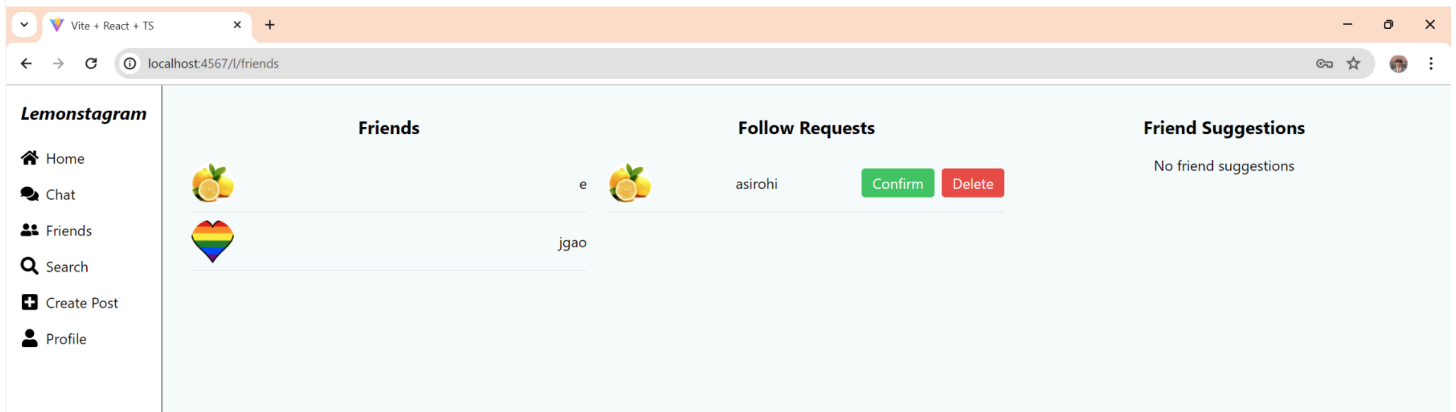 Vite + React + TS
localhost:4567/l/friends
Lemonstagram
Home
Chat
Friends
Search
Create Post
Profile
Friends
e
jgao
Follow Requests
asirohi Confirm Delete
Friend Suggestions
No friend suggestions